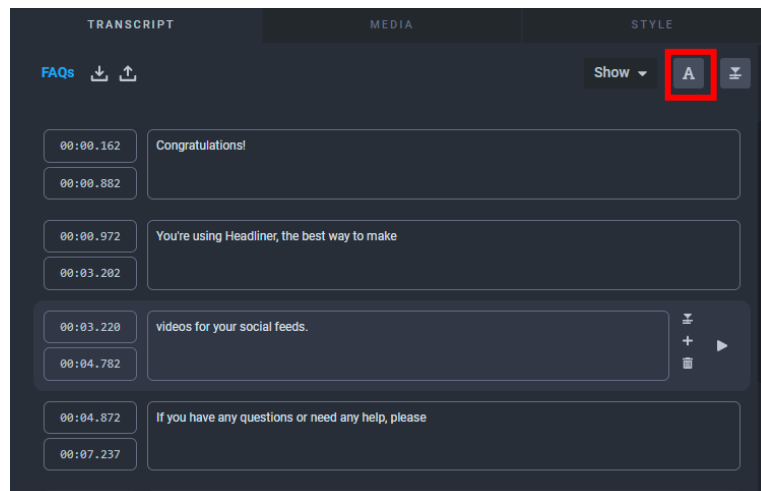 TRANSCRIPT MEDIA STYLE
FAQs Show A
00:00.162 Congratulations!
00:00.882
00:00.972 You're using Headliner, the best way to make
00:03.202
00:03.220 videos for your social feeds.
00:04.782
00:04.872 If you have any questions or need any help, please
00:07.237